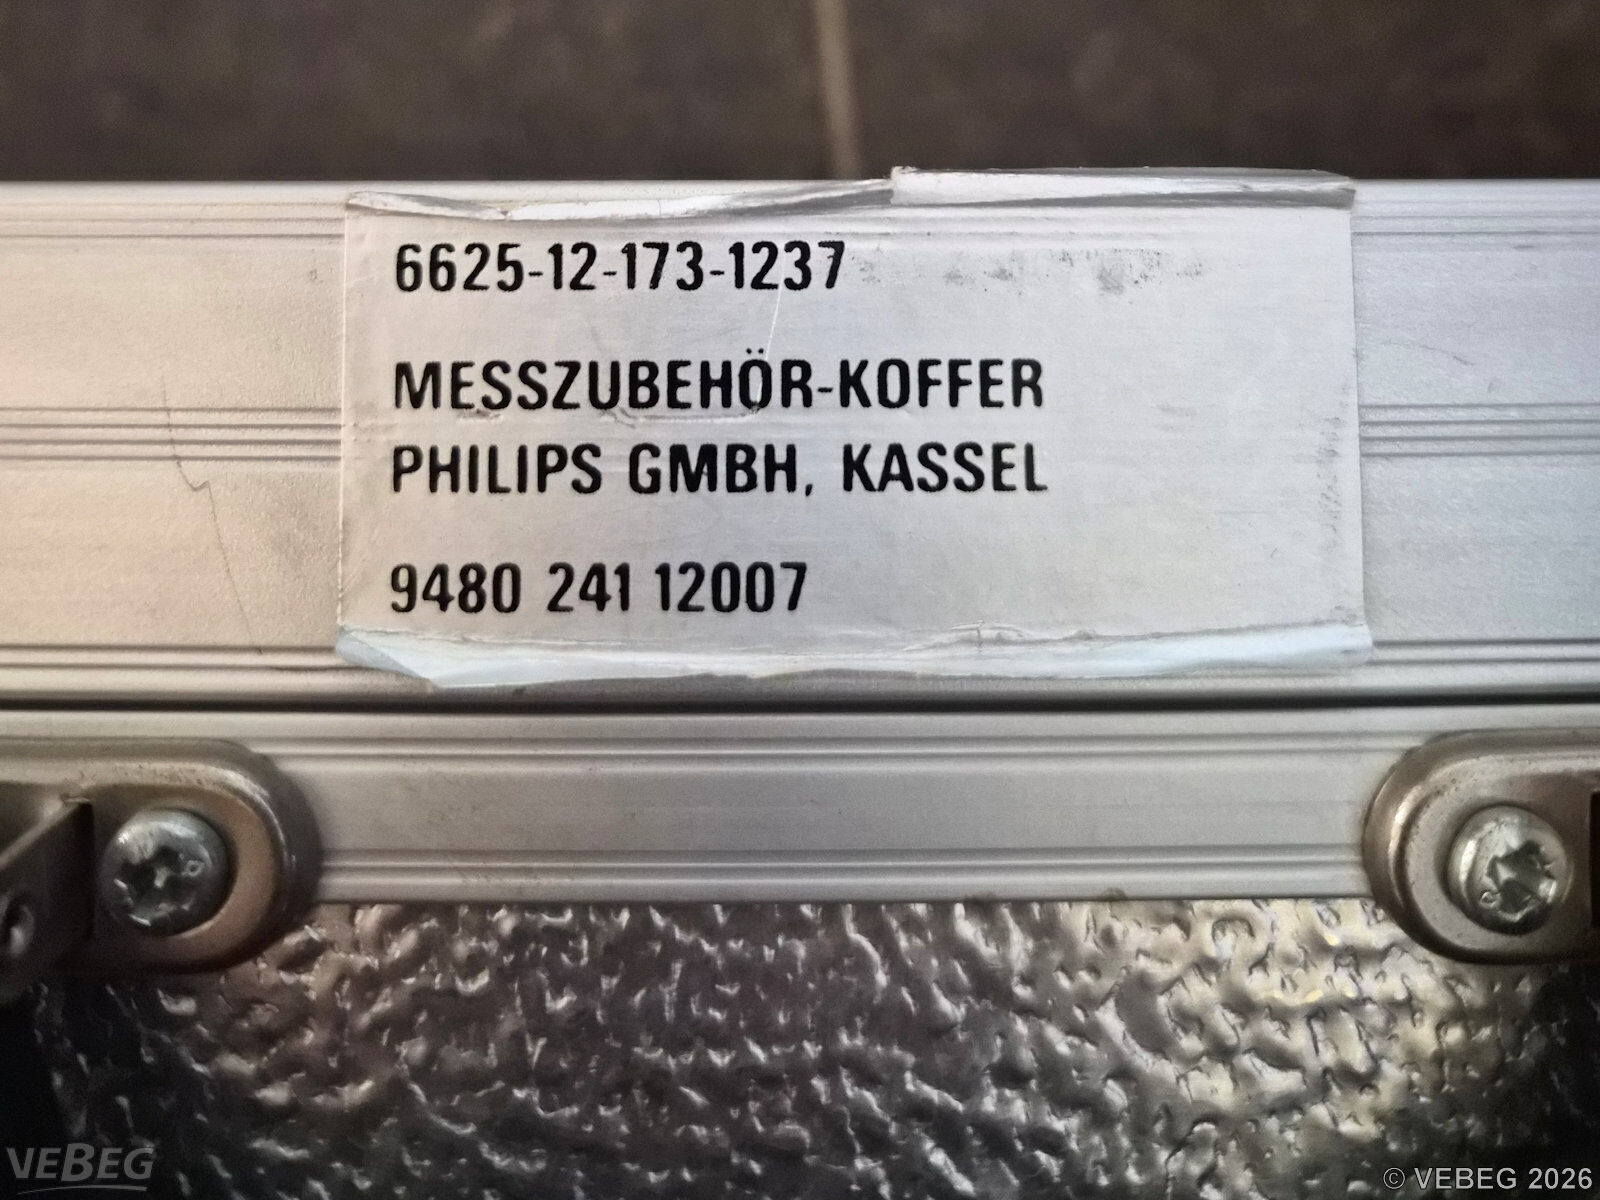 6625-12-173-1237
MESSZUBEHÖR-KOFFER
PHILIPS GMBH, KASSEL
9480 241 12007
VEBEG
© VEBEG 2026